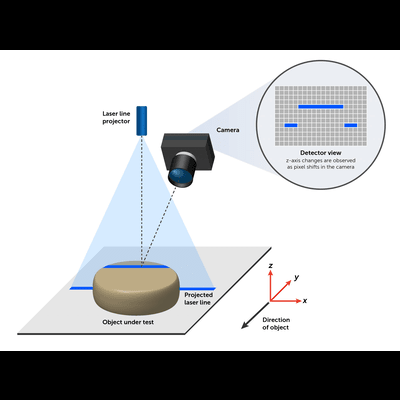 Laser line
projector
Camera
Detector view
z-axis changes are observed
as pixel shifts in the camera
z
y
x
Projected
laser line
Object under test
Direction
of object